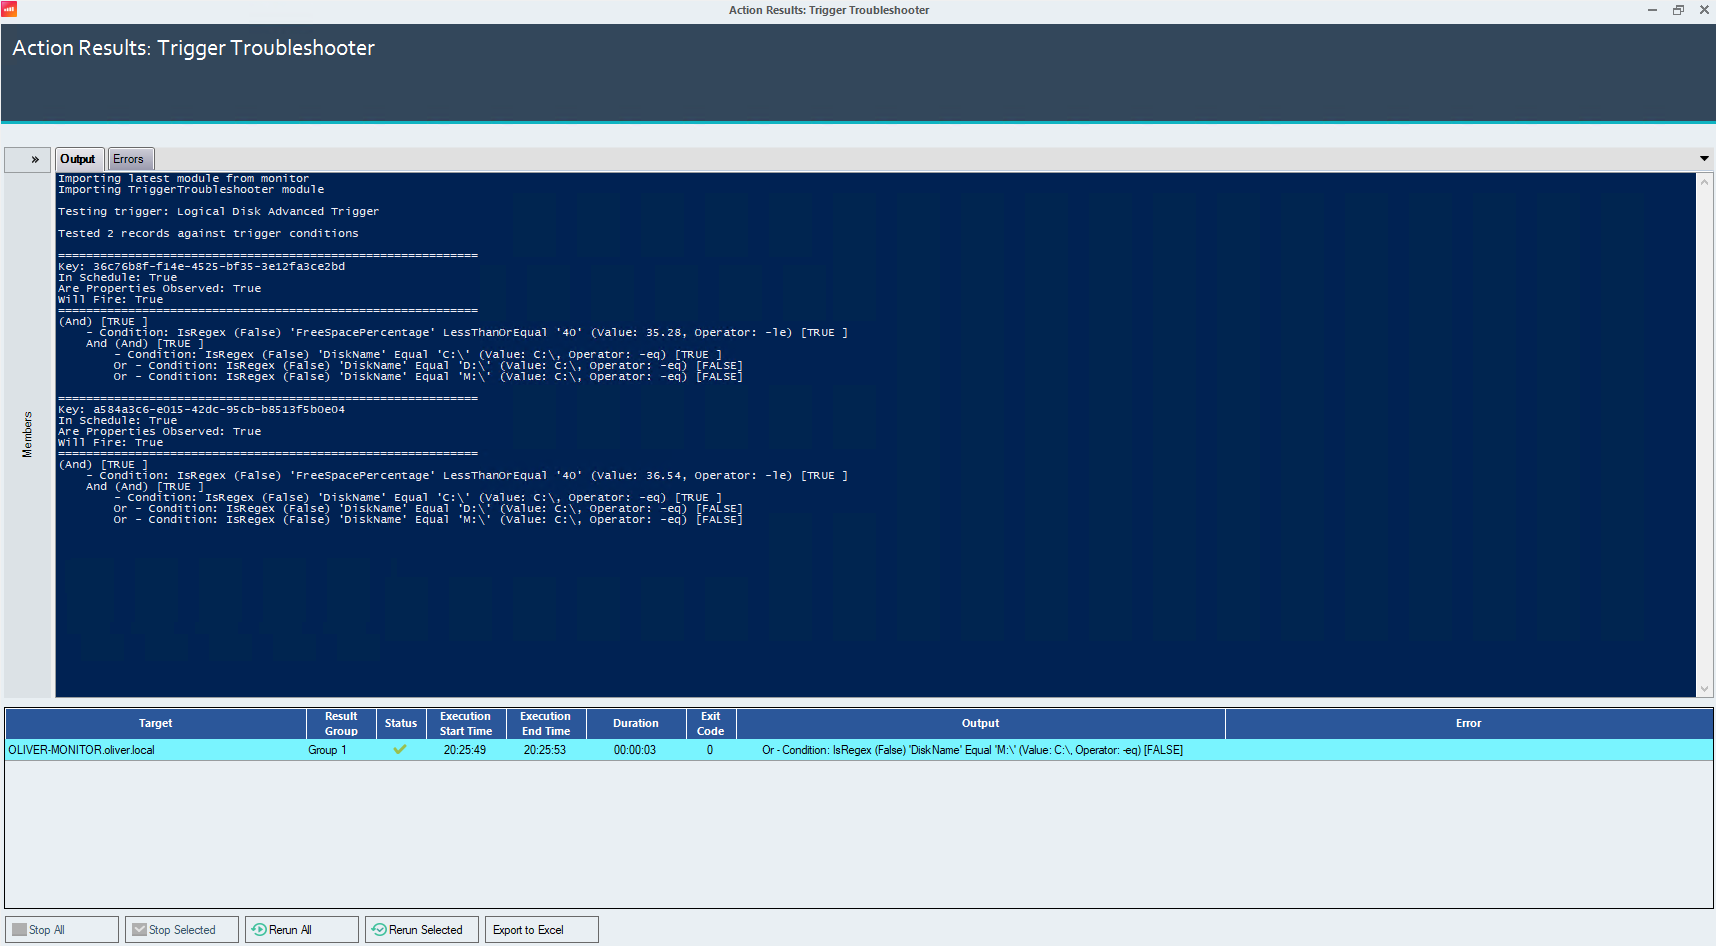 Action Results: Trigger Troubleshooter
Action Results: Trigger Troubleshooter
»
Output
Errors
Members
Importing latest module from monitor
Importing TriggerTroubleshooter module
Testing trigger: Logical Disk Advanced Trigger
Tested 2 records against trigger conditions
============================================================
Key: 36c76b8f-f14e-4525-bf35-3e12fa3ce2bd
In Schedule: True
Are Properties Observed: True
Will Fire: True
============================================================
(And) [TRUE ]
- Condition: IsRegex (False) 'FreeSpacePercentage' LessThanOrEqual '40' (Value: 35.28, Operator: -le) [TRUE ]
And (And) [TRUE ]
- Condition: IsRegex (False) 'DiskName' Equal 'C:\' (Value: C:\, Operator: -eq) [TRUE ]
Or - Condition: IsRegex (False) 'DiskName' Equal 'D:\' (Value: C:\, Operator: -eq) [FALSE]
Or - Condition: IsRegex (False) 'DiskName' Equal 'M:\' (Value: C:\, Operator: -eq) [FALSE]
============================================================
Key: a584a3c6-e015-42dc-95cb-b8513f5b0e04
In Schedule: True
Are Properties Observed: True
Will Fire: True
============================================================
(And) [TRUE ]
- Condition: IsRegex (False) 'FreeSpacePercentage' LessThanOrEqual '40' (Value: 36.54, Operator: -le) [TRUE ]
And (And) [TRUE ]
- Condition: IsRegex (False) 'DiskName' Equal 'C:\' (Value: C:\, Operator: -eq) [TRUE ]
Or - Condition: IsRegex (False) 'DiskName' Equal 'D:\' (Value: C:\, Operator: -eq) [FALSE]
Or - Condition: IsRegex (False) 'DiskName' Equal 'M:\' (Value: C:\, Operator: -eq) [FALSE]
Target Result Group Status Execution Start Time Execution End Time Duration Exit Code Output Error
OLIVER-MONITOR.oliver.local Group 1 20:25:49 20:25:53 00:00:03 0 Or - Condition: IsRegex (False) 'DiskName' Equal 'M:\' (Value: C:\, Operator: -eq) [FALSE]
Stop All Stop Selected Rerun All Rerun Selected Export to Excel